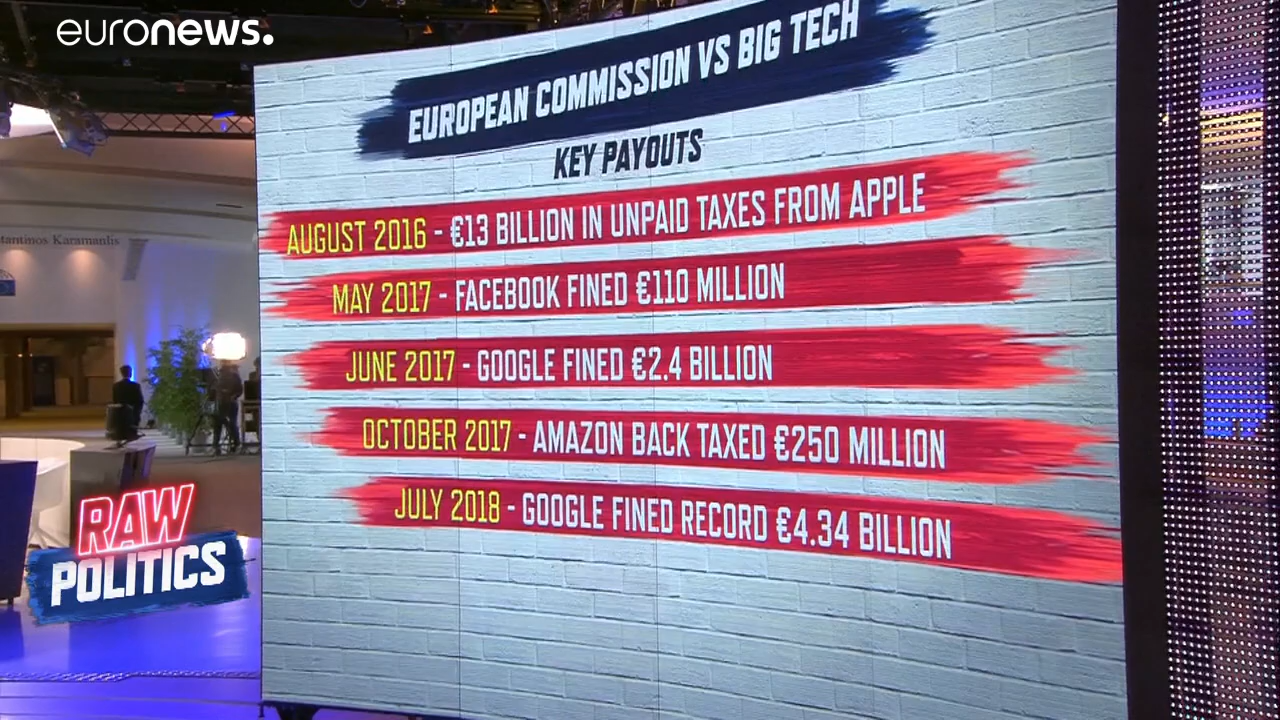 euronews.
EUROPEAN COMMISSION VS BIG TECH
KEY PAYOUTS
AUGUST 2016 - €13 BILLION IN UNPAID TAXES FROM APPLE
MAY 2017 - FACEBOOK FINED €110 MILLION
JUNE 2017 - GOOGLE FINED €2.4 BILLION
OCTOBER 2017 - AMAZON BACK TAXED €250 MILLION
JULY 2018 - GOOGLE FINED RECORD €4.34 BILLION
stantinos Karamanlis
RAW
POLITICS